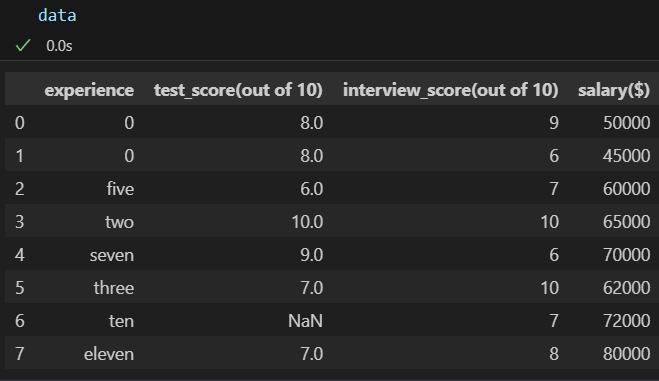 data
0.0s
experience test_score(out of 10) interview_score(out of 10) salary($)
0 0 8.0 9 50000
1 0 8.0 6 45000
2 five 6.0 7 60000
3 two 10.0 10 65000
4 seven 9.0 6 70000
5 three 7.0 10 62000
6 ten NaN 7 72000
7 eleven 7.0 8 80000